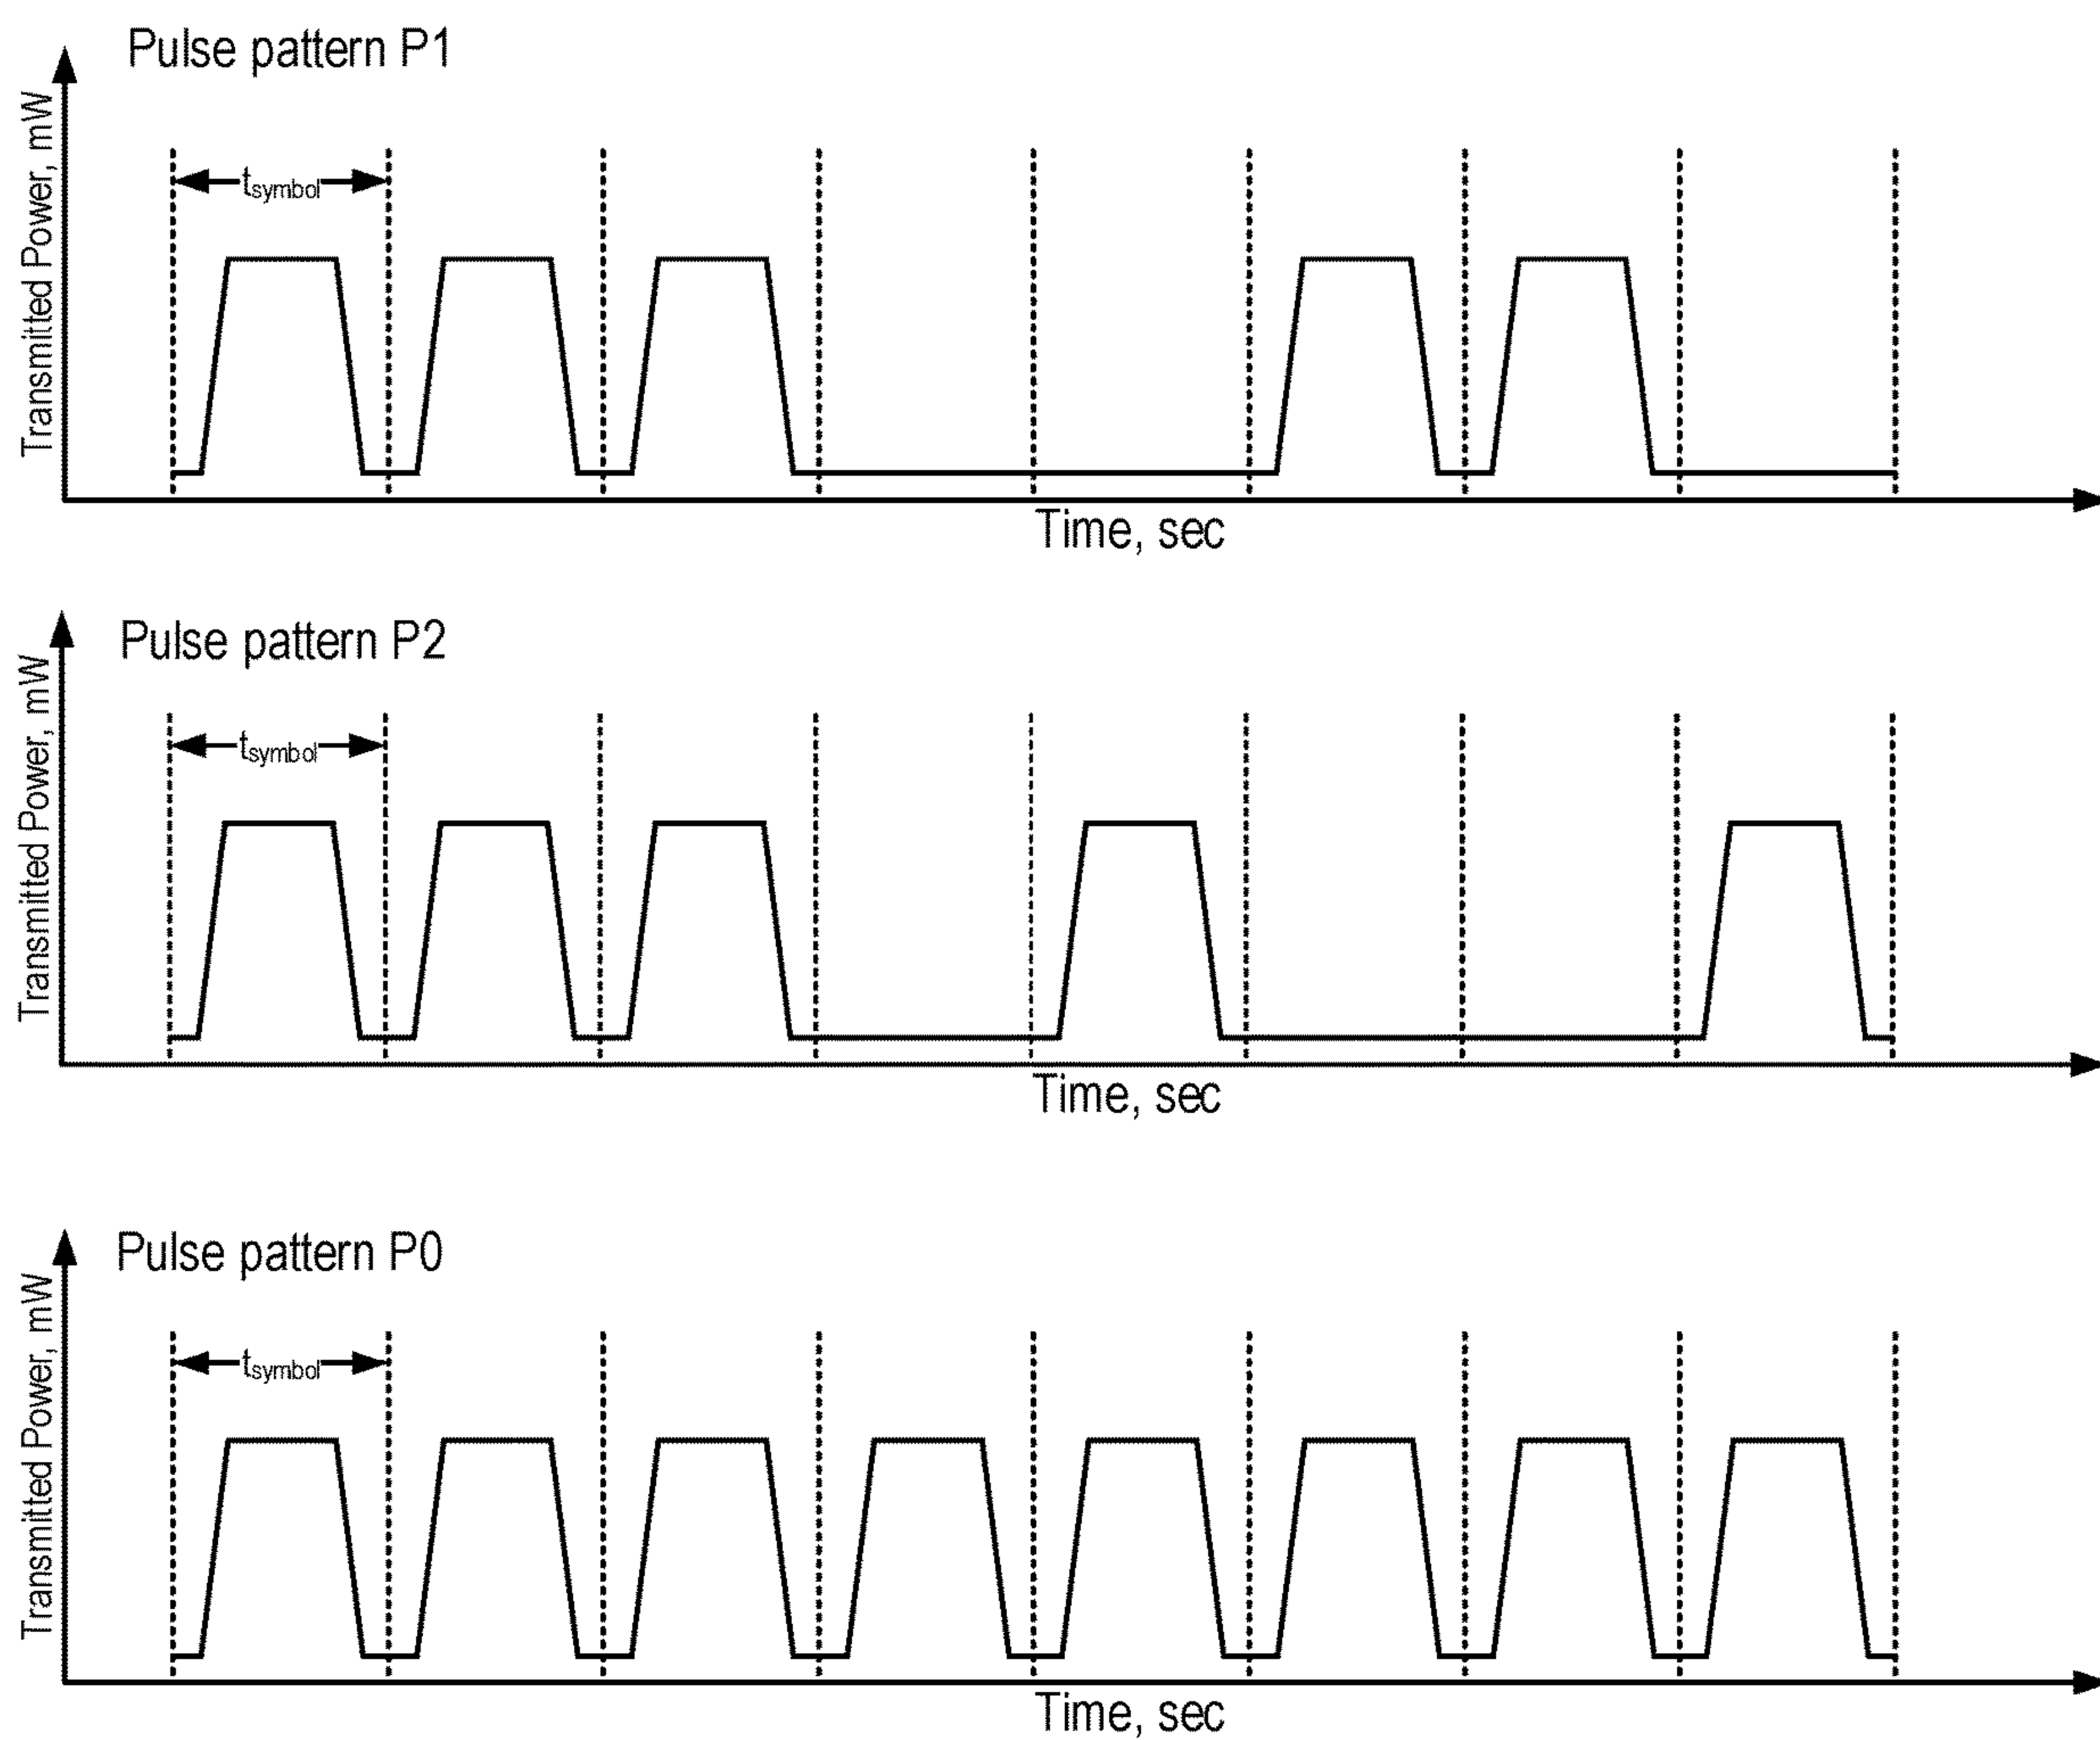 Pulse pattern P1
Transmitted Power, mW
tsymbol
Time, sec
Pulse pattern P2
Transmitted Power, mW
tsymbol
Time, sec
Pulse pattern P0
Transmitted Power, mW
tsymbol
Time, sec